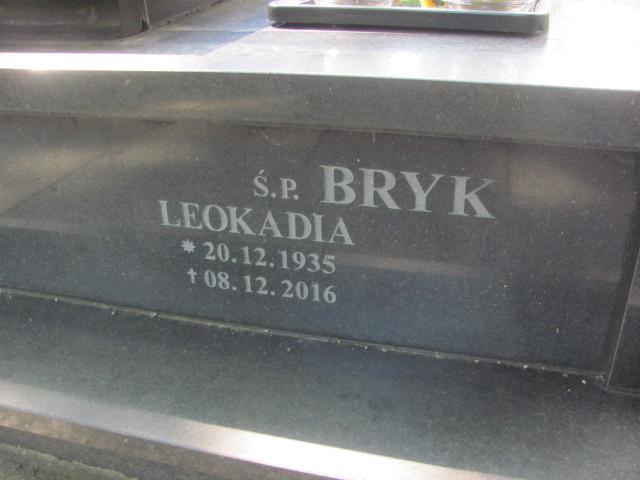 Ś.P. BRYK
LEOKADIA
* 20.12.1935
† 08.12.2016